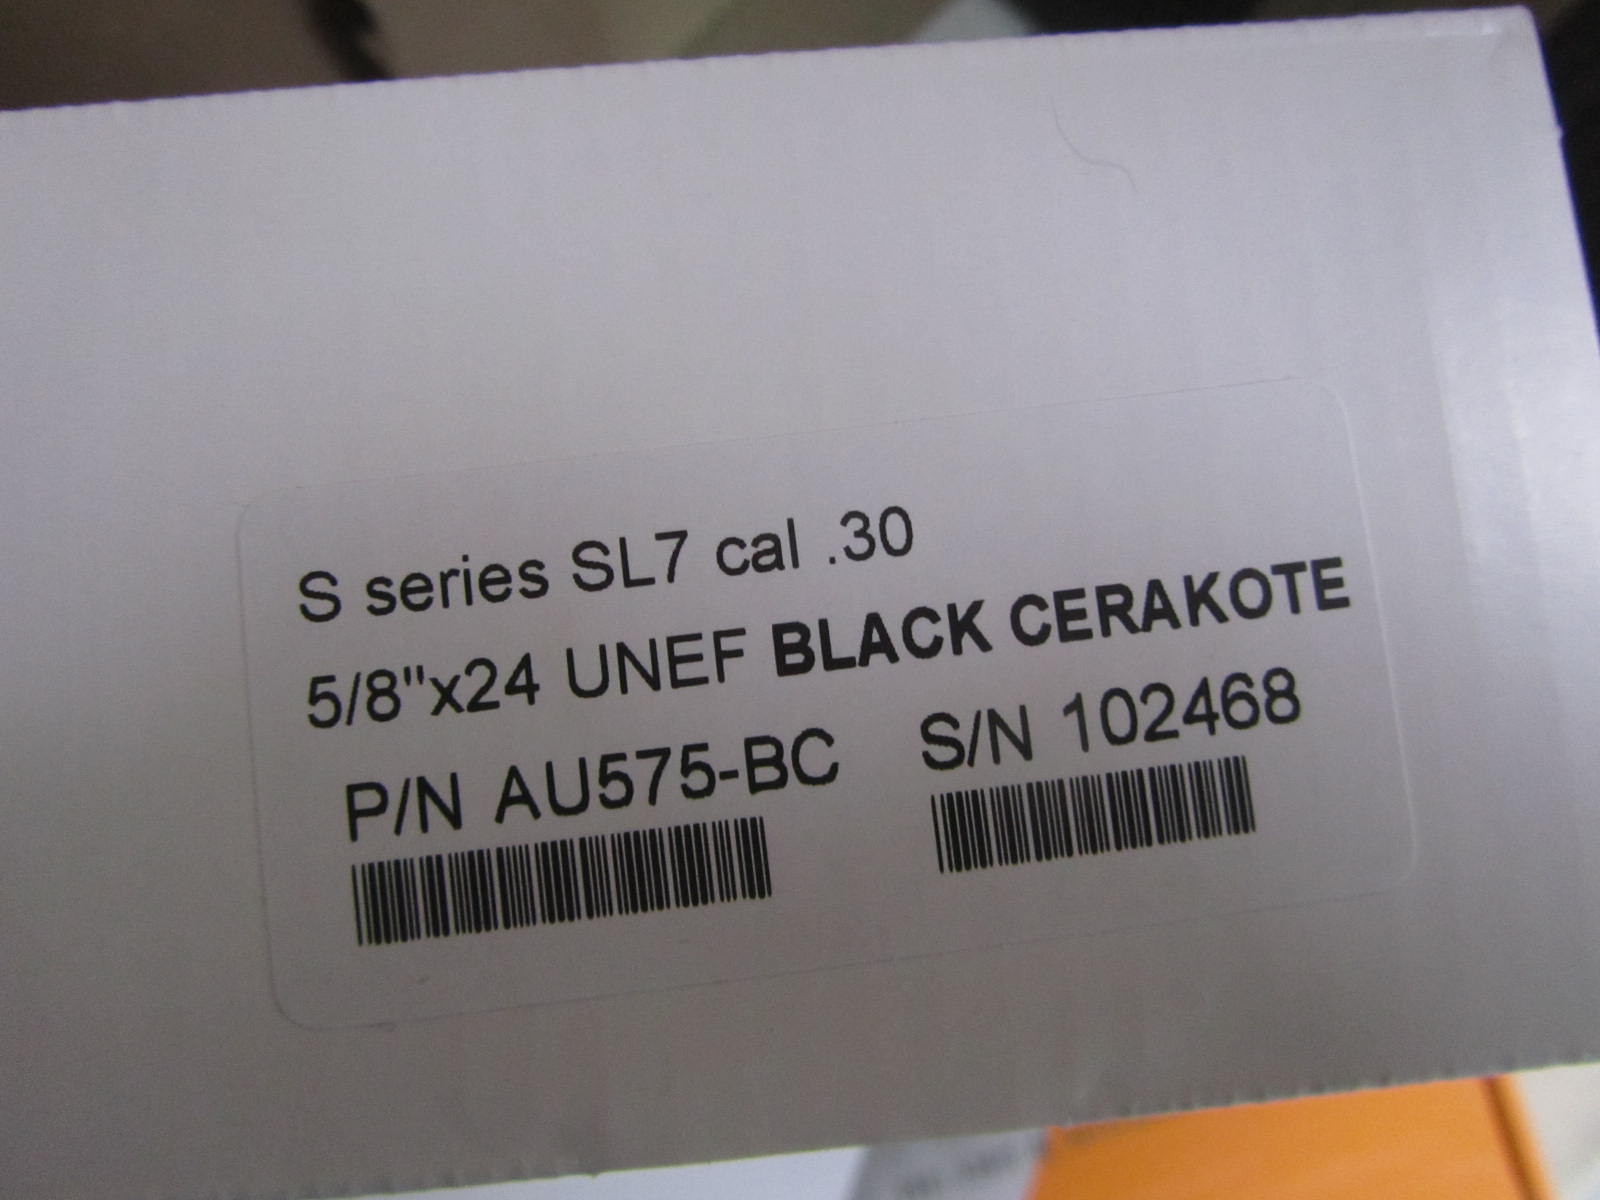 S series SL7 cal .30
5/8"x24 UNEF BLACK CERAKOTE
P/N AU575-BC S/N 102468